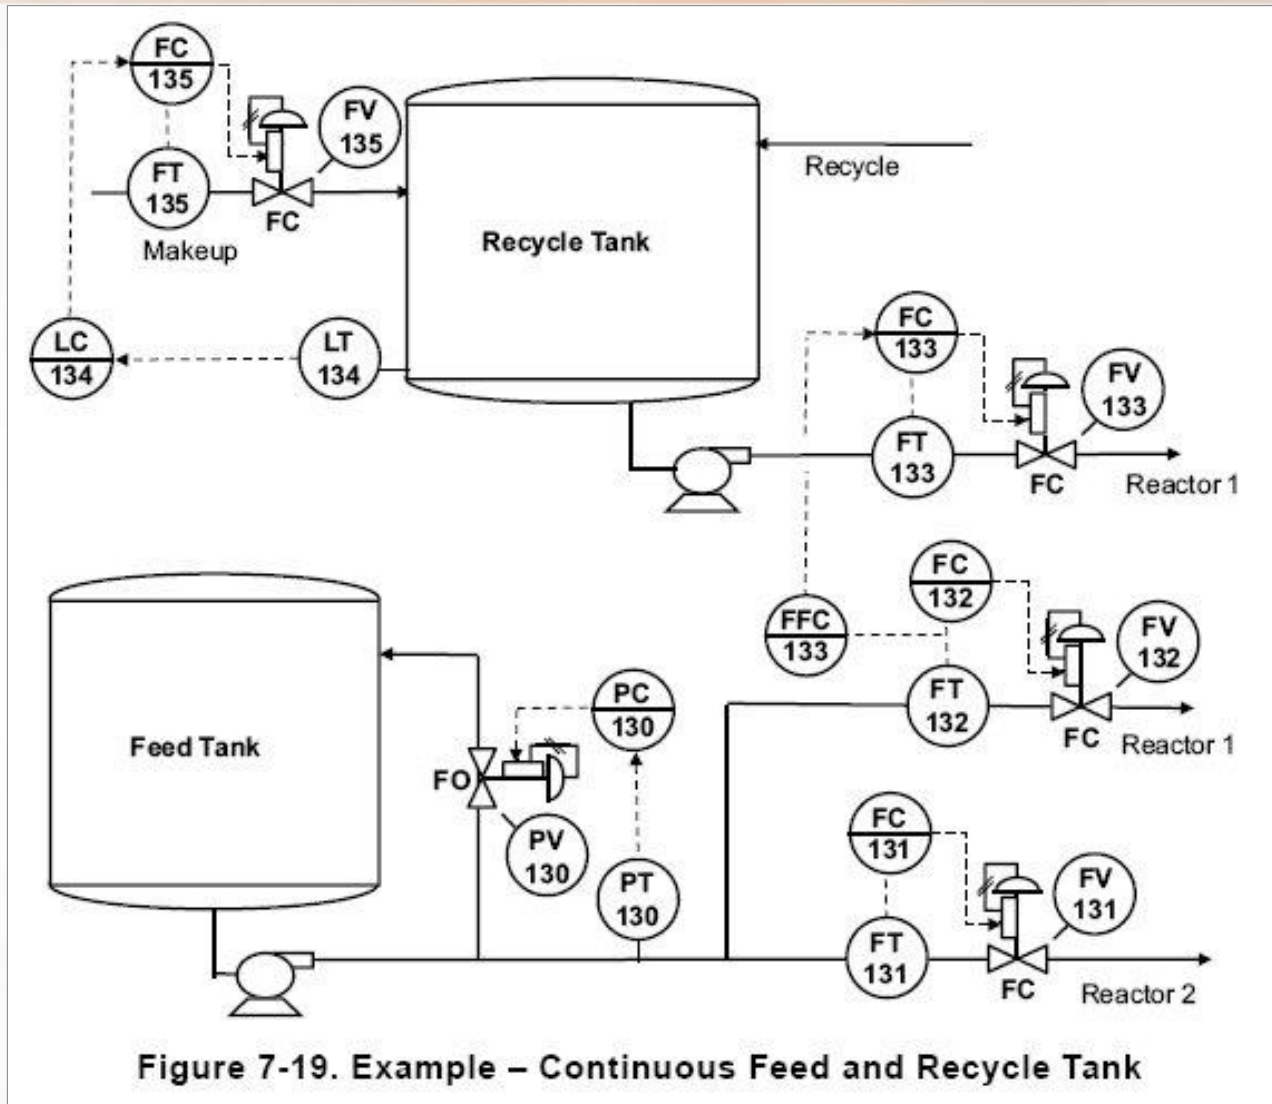 FC
135
FV
135
FT
135
FC
Makeup
Recycle
Recycle Tank
LC
134
LT
134
FC
133
FV
133
FT
133
FC
Reactor 1
FC
132
FFC
133
FV
132
FT
132
FC
Reactor 1
PC
130
Feed Tank
FO
PV
130
PT
130
FC
131
FV
131
FT
131
FC
Reactor 2
Figure 7-19. Example – Continuous Feed and Recycle Tank